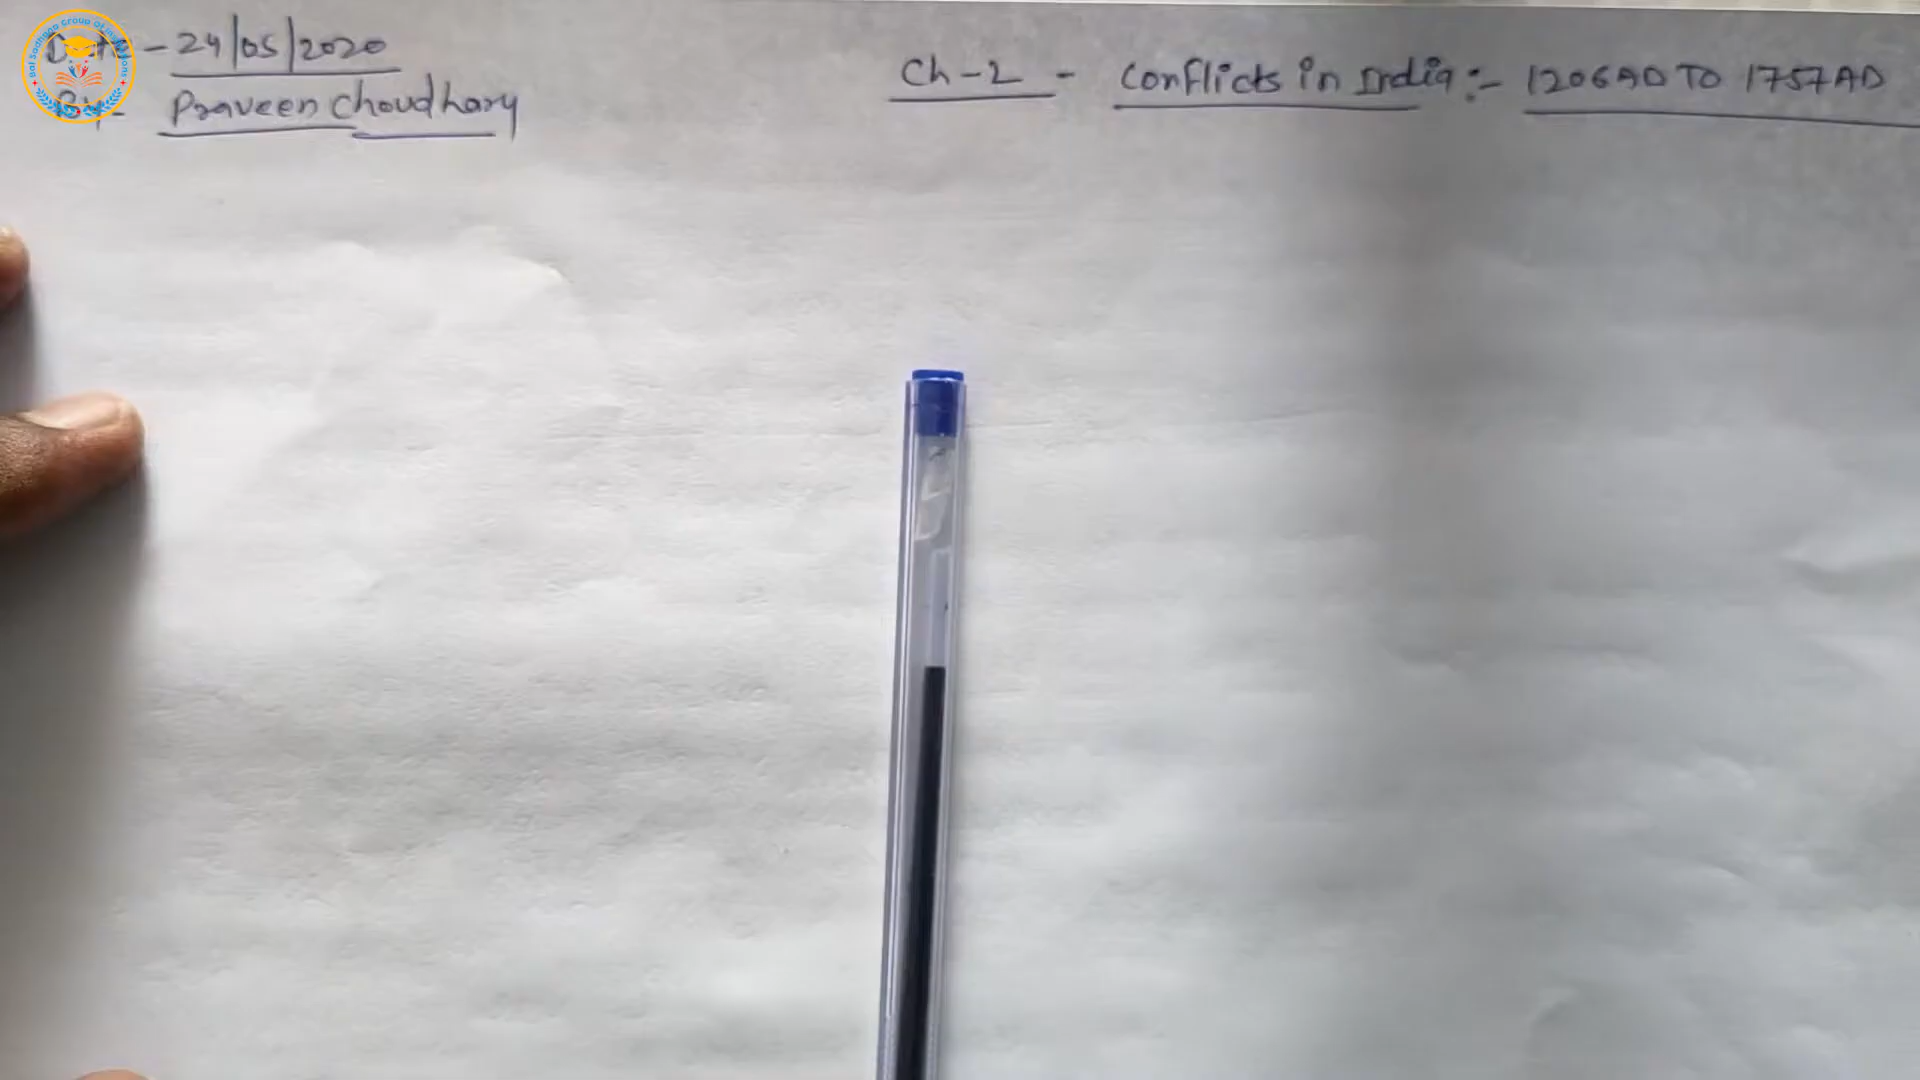 Date - 24/05/2020
By:- Praveen Choudhary
Ch-2 - Conflicts in India :- 1206AD TO 1757AD